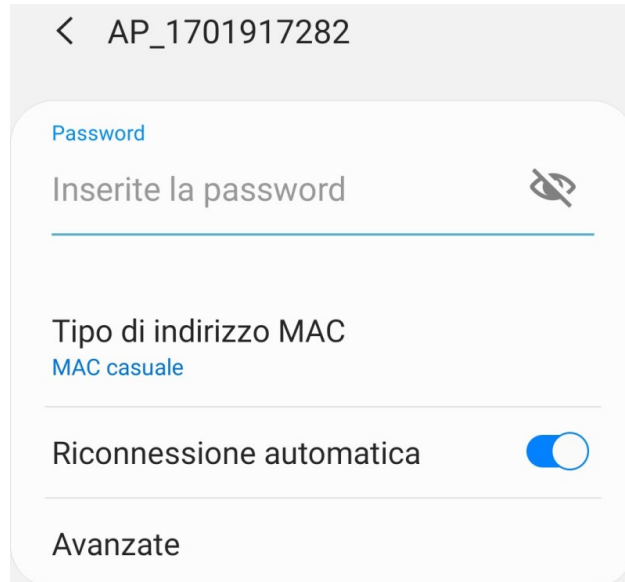 AP_1701917282
Password
Inserite la password
Tipo di indirizzo MAC
MAC casuale
Riconnessione automatica
Avanzate